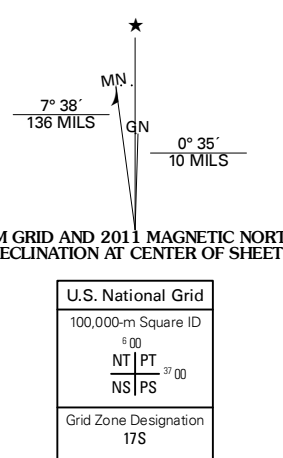 ★
MN
7° 38´
136 MILS
GN
0° 35´
10 MILS
M GRID AND 2011 MAGNETIC NORT
ECLINATION AT CENTER OF SHEET
U.S. National Grid
100,000-m Square ID
6 00
NT PT
37 00
NS PS
Grid Zone Designation
17S